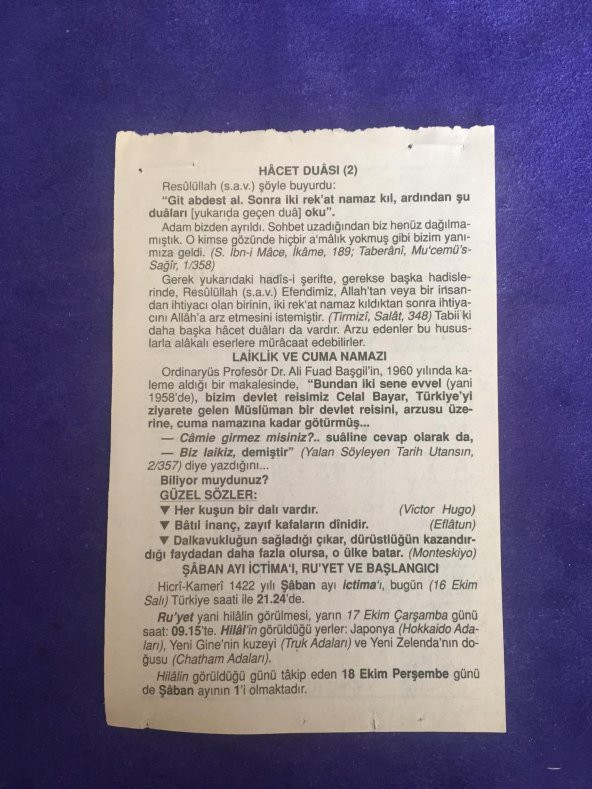 HÂCET DUÂSI (2)
Resûlüllah (s.a.v.) şöyle buyurdu:
“Git abdest al. Sonra iki rek'at namaz kıl, ardından şu
duâları [yukarıda geçen duâ] oku”.
Adam bizden ayrıldı. Sohbet uzadığından biz henüz dağılma-
mıştık. O kimse gözünde hiçbir a'mâlık yokmuş gibi bizim yanı-
mıza geldi. (S. İbn-i Mâce, İkâme, 189; Taberânî, Mu'cemü's-
Sağîr, 1/358)
Gerek yukarıdaki hadîs-i şerifte, gerekse başka hadisle-
rinde, Resûlüllah (s.a.v.) Efendimiz, Allah'tan veya bir insan-
dan ihtiyacı olan birinin, iki rek'at namaz kıldıktan sonra ihtiya-
cını Allâh'a arz etmesini istemiştir. (Tirmizî, Salât, 348) Tabii ki
daha başka hâcet duâları da vardır. Arzu edenler bu husus-
larla alâkalı eserlere mürâcaat edebilirler.
LAİKLİK VE CUMA NAMAZI
Ordinaryüs Profesör Dr. Ali Fuad Başgil'in, 1960 yılında ka-
leme aldığı bir makalesinde, “Bundan iki sene evvel (yani
1958'de), bizim devlet reisimiz Celal Bayar, Türkiye'yi
ziyarete gelen Müslüman bir devlet reisini, arzusu üze-
rine, cuma namazına kadar götürmüş...
— Câmie girmez misiniz?.. suâline cevap olarak da,
— Biz laikiz, demiştir” (Yalan Söyleyen Tarih Utansın,
2/357) diye yazdığını...
Biliyor muydunuz?
GÜZEL SÖZLER:
▼ Her kuşun bir dalı vardır. (Victor Hugo)
▼ Bâtıl inanç, zayıf kafaların dînidir. (Eflâtun)
▼ Dalkavukluğun sağladığı çıkar, dürüstlüğün kazandır-
dığı faydadan daha fazla olursa, o ülke batar. (Monteskiyo)
ŞÂBAN AYI İCTİMA'I, RU'YET VE BAŞLANGICI
Hicrî-Kamerî 1422 yılı Şâban ayı ictima'ı, bugün (16 Ekim
Salı) Türkiye saati ile 21.24'de.
Ru'yet yani hilâlin görülmesi, yarın 17 Ekim Çarşamba günü
saat: 09.15'te. Hilâl'in görüldüğü yerler: Japonya (Hokkaido Ada-
ları), Yeni Gine'nin kuzeyi (Truk Adaları) ve Yeni Zelenda'nın do-
ğusu (Chatham Adaları).
Hilâlin görüldüğü günü tâkip eden 18 Ekim Perşembe günü
de Şâban ayının 1'i olmaktadır.